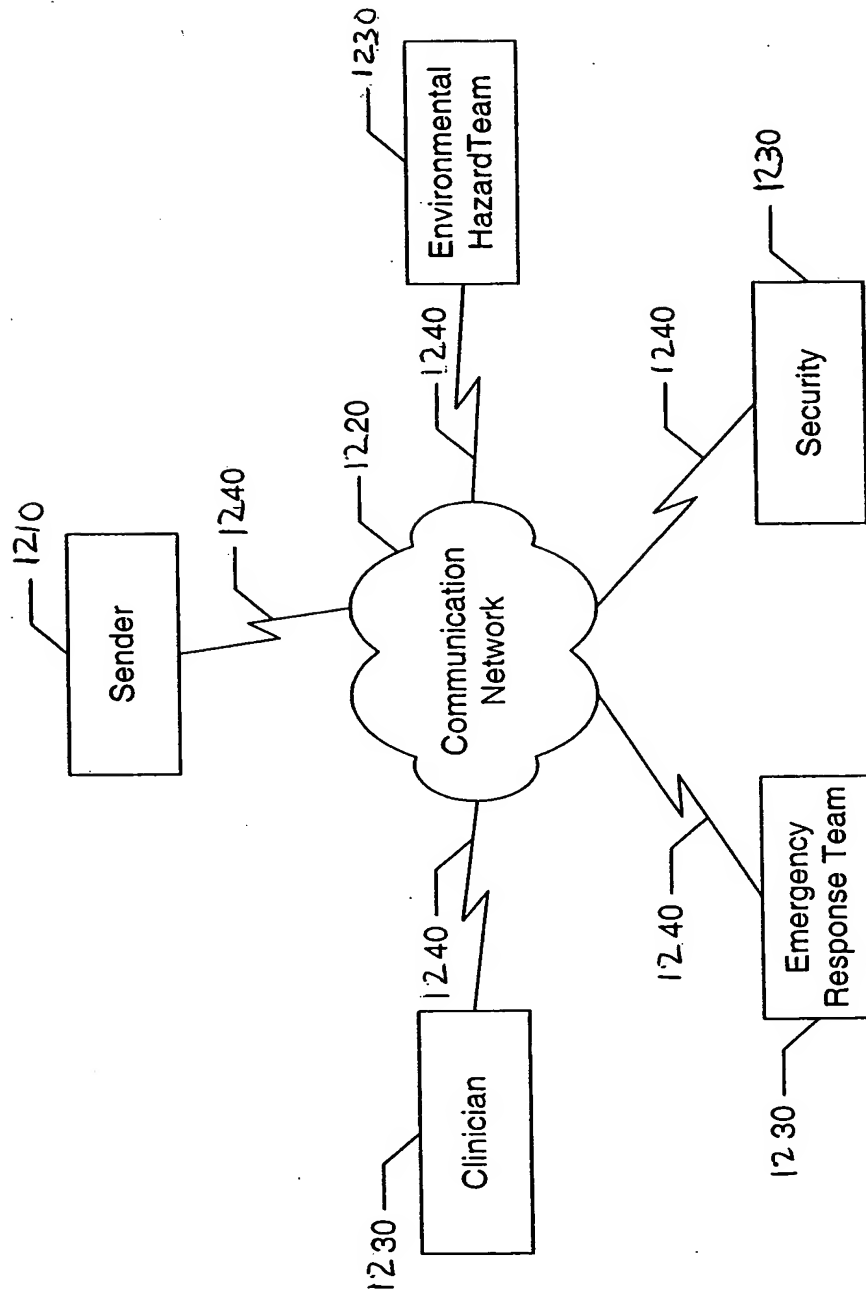 1210
Sender
1240
1220
Communication
Network
1240
Environmental
HazardTeam
1230
1240
Clinician
1230
1240
Emergency
Response Team
1230
1240
Security
1230